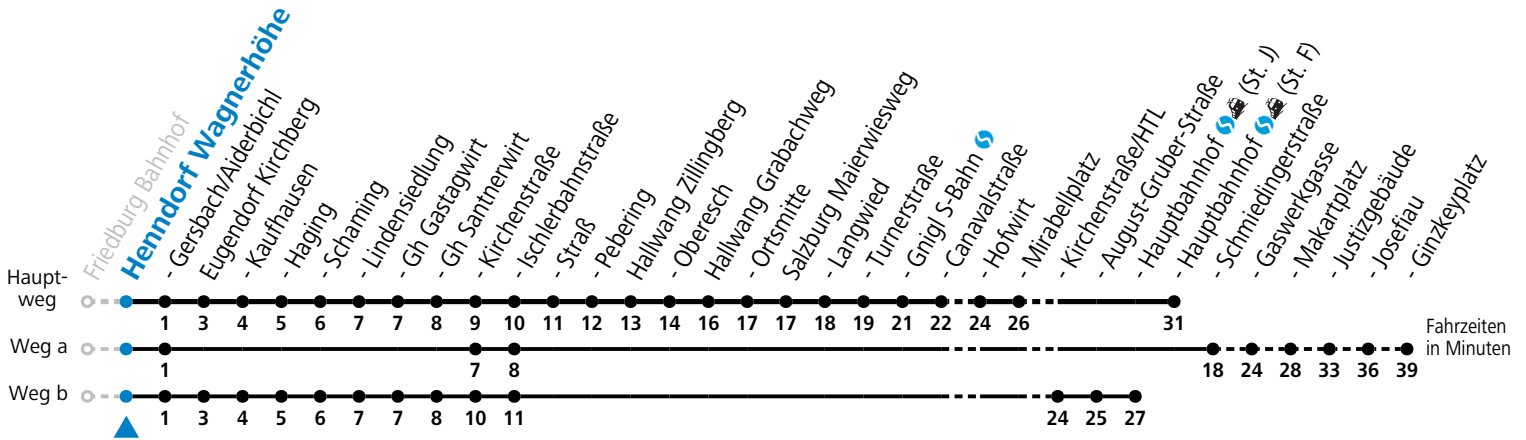 Friedburg Bahnhof
Henndorf Wagnerhöhe
- Gersbach/Aiderbichl
Eugendorf Kirchberg
- Kaufhausen
- Haging
- Schaming
- Lindensiedlung
- Gh Gastagwirt
- Gh Santnerwirt
- Kirchenstraße
- Ischlerbahnstraße
- Straß
- Pebering
Hallwang Zillingberg
- Oberesch
Hallwang Grabachweg
- Ortsmitte
Salzburg Maierwiesweg
- Langwied
- Turnerstraße
- Gnigl S-Bahn
- Canavalstraße
- Hofwirt
- Mirabellplatz
- Kirchenstraße/HTL
- August-Gruber-Straße
- Hauptbahnhof (St. J)
- Hauptbahnhof (St. F)
- Schmiedingerstraße
- Gaswerkgasse
- Makartplatz
- Justizgebäude
- Josefiau
- Ginzkeyplatz
Haupt-
weg
1 3 4 5 6 7 7 8 9 10 11 12 13 14 16 17 17 18 19 21 22 24 26 31
Weg a
1 7 8 18 24 28 33 36 39
Fahrzeiten
in Minuten
Weg b
1 3 4 5 6 7 7 8 10 11 24 25 27